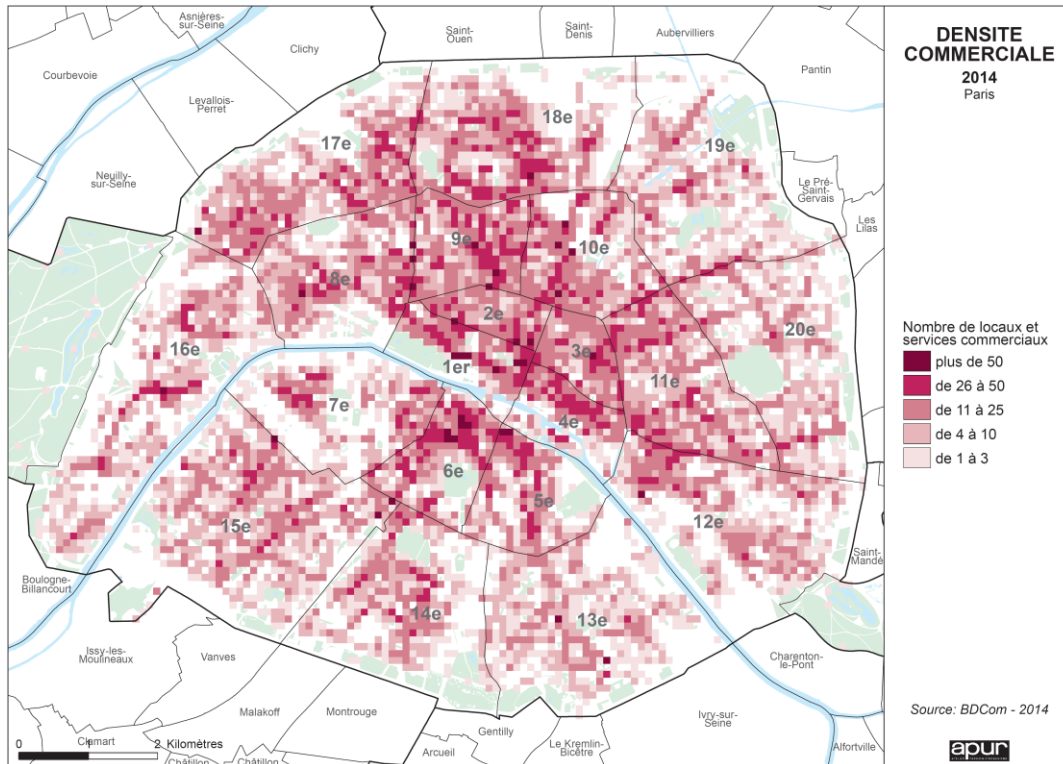 DENSITE
COMMERCIALE
2014
Paris
Asnières-
sur-Seine
Clichy
Saint-
Ouen
Saint-
Denis
Aubervilliers
Pantin
Courbevoie
Levallois-
Perret
Neuilly-
sur-Seine
17e
18e
19e
Le Pré-
Saint-
Gervais
Les
Lilas
9e
10e
8e
2e
20e
3e
16e
1er
11e
7e
4e
6e
5e
15e
12e
Saint-
Mandé
14e
13e
Boulogne-
Billancourt
Issy-les-
Moulineaux
Vanves
Malakoff
Montrouge
Gentilly
Arcueil
Le Kremlin-
Bicêtre
Ivry-sur-
Seine
Charenton-
le-Pont
Alfortville
Clamart
Châtillon
Châtillon
0 1 2 Kilomètres
Nombre de locaux et
services commerciaux
plus de 50
de 26 à 50
de 11 à 25
de 4 à 10
de 1 à 3
Source: BDCom - 2014
apur